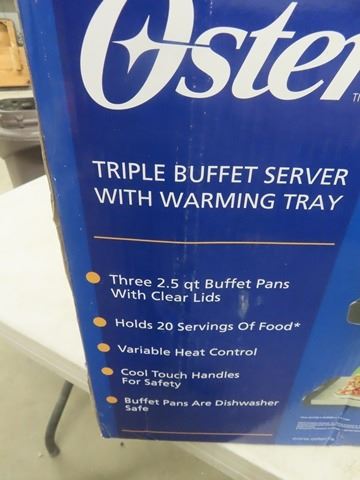 Oster
TM
TRIPLE BUFFET SERVER
WITH WARMING TRAY
Three 2.5 qt Buffet Pans
With Clear Lids
Holds 20 Servings Of Food*
Variable Heat Control
Cool Touch Handles
For Safety
Buffet Pans Are Dishwasher
Safe